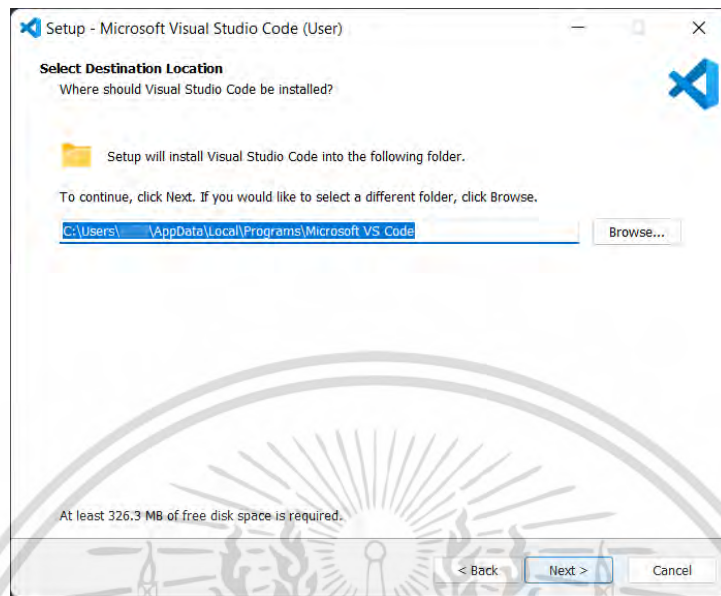 Setup - Microsoft Visual Studio Code (User)
Select Destination Location
Where should Visual Studio Code be installed?
Setup will install Visual Studio Code into the following folder.
To continue, click Next. If you would like to select a different folder, click Browse.
C:\Users\ \AppData\Local\Programs\Microsoft VS Code
Browse...
At least 326.3 MB of free disk space is required.
< Back
Next >
Cancel